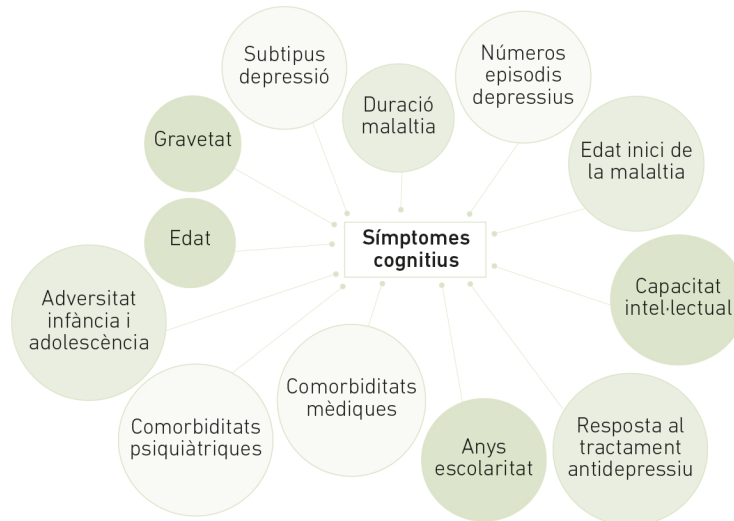 Subtipus
depressió
Números
episodis
depressius
Duració
malaltia
Gravetat
Edat inici de
la malaltia
Edat
Símptomes
cognitius
Capacitat
intel·lectual
Adversitat
infància i
adolescència
Comorbiditats
mèdiques
Comorbiditats
psiquiàtriques
Anys
escolaritat
Resposta al
tractament
antidepressiu